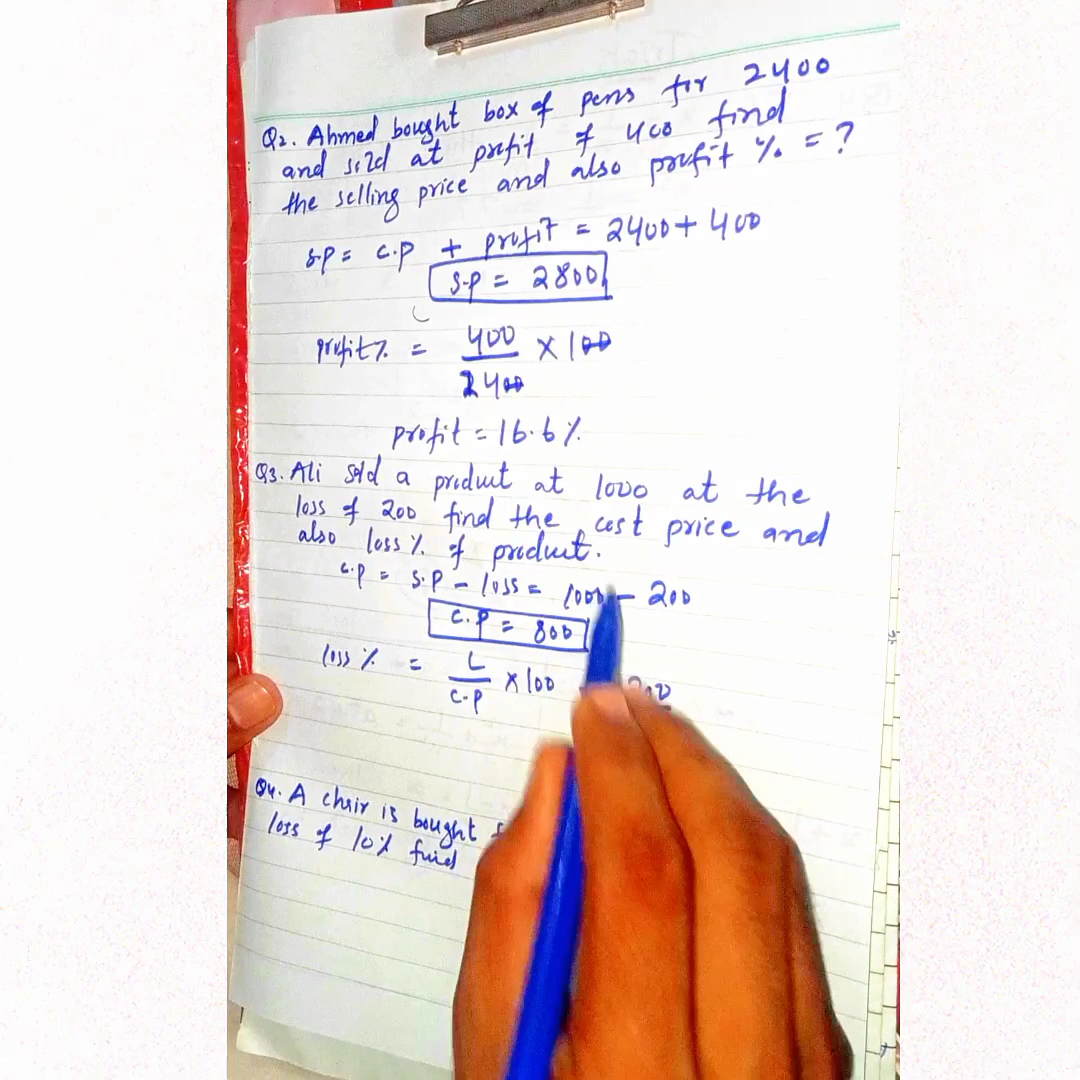 Q2. Ahmed bought box of pens for 2400
and sold at profit of 400 find
the selling price and also profit % = ?
S.p = C.p + profit = 2400 + 400
S.p = 2800
profit % = 400/2400 × 100
profit = 16.6%
Q3. Ali sold a product at 1000 at the
loss of 200 find the cost price and
also loss % of product.
C.p = S.p - loss = 1000 - 200
C.p = 800
loss % = L/C.p × 100
Q4. A chair is bought
loss of 10% find